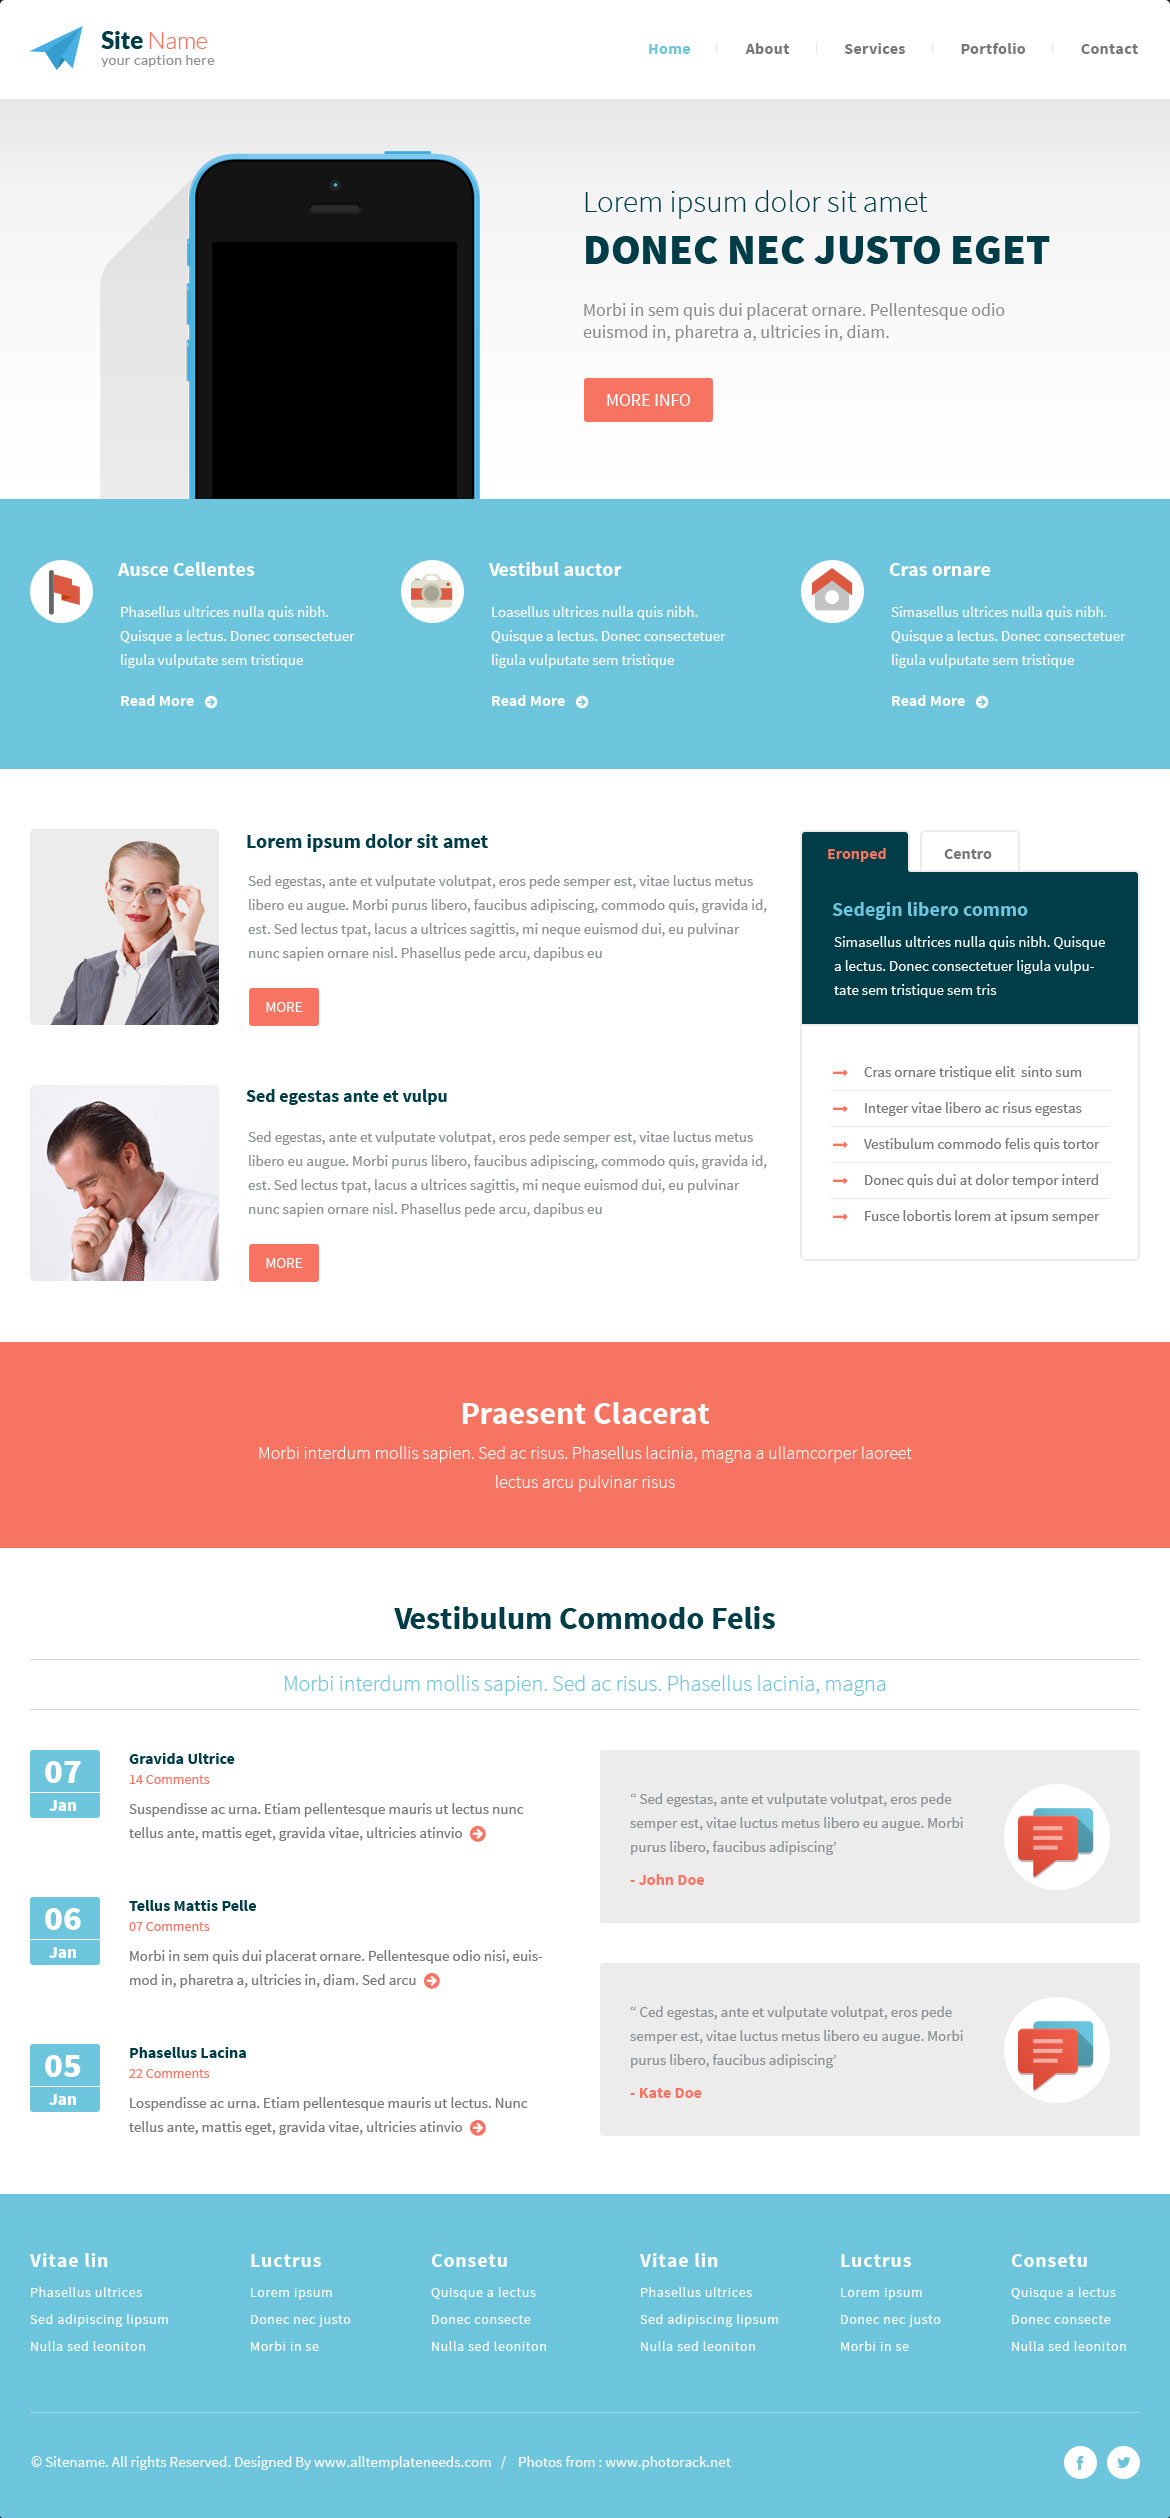 Site Name
your caption here
Home
About
Services
Portfolio
Contact
Lorem ipsum dolor sit amet
DONEC NEC JUSTO EGET
Morbi in sem quis dui placerat ornare. Pellentesque odio
euismod in, pharetra a, ultricies in, diam.
MORE INFO
Ausce Cellentes
Phasellus ultrices nulla quis nibh.
Quisque a lectus. Donec consectetuer
ligula vulputate sem tristique
Read More
Vestibul auctor
Loasellus ultrices nulla quis nibh.
Quisque a lectus. Donec consectetuer
ligula vulputate sem tristique
Read More
Cras ornare
Simasellus ultrices nulla quis nibh.
Quisque a lectus. Donec consectetuer
ligula vulputate sem tristique
Read More
Lorem ipsum dolor sit amet
Sed egestas, ante et vulputate volutpat, eros pede semper est, vitae luctus metus
libero eu augue. Morbi purus libero, faucibus adipiscing, commodo quis, gravida id,
est. Sed lectus tpat, lacus a ultrices sagittis, mi neque euismod dui, eu pulvinar
nunc sapien ornare nisl. Phasellus pede arcu, dapibus eu
MORE
Sed egestas ante et vulpu
Sed egestas, ante et vulputate volutpat, eros pede semper est, vitae luctus metus
libero eu augue. Morbi purus libero, faucibus adipiscing, commodo quis, gravida id,
est. Sed lectus tpat, lacus a ultrices sagittis, mi neque euismod dui, eu pulvinar
nunc sapien ornare nisl. Phasellus pede arcu, dapibus eu
MORE
Eronped
Centro
Sedegin libero commo
Simasellus ultrices nulla quis nibh. Quisque
a lectus. Donec consectetuer ligula vulpu-
tate sem tristique sem tris
Cras ornare tristique elit sinto sum
Integer vitae libero ac risus egestas
Vestibulum commodo felis quis tortor
Donec quis dui at dolor tempor interd
Fusce lobortis lorem at ipsum semper
Praesent Clacerat
Morbi interdum mollis sapien. Sed ac risus. Phasellus lacinia, magna a ullamcorper laoreet
lectus arcu pulvinar risus
Vestibulum Commodo Felis
Morbi interdum mollis sapien. Sed ac risus. Phasellus lacinia, magna
07
Jan
Gravida Ultrice
14 Comments
Suspendisse ac urna. Etiam pellentesque mauris ut lectus nunc
tellus ante, mattis eget, gravida vitae, ultricies atinvio
06
Jan
Tellus Mattis Pelle
07 Comments
Morbi in sem quis dui placerat ornare. Pellentesque odio nisi, euis-
mod in, pharetra a, ultricies in, diam. Sed arcu
05
Jan
Phasellus Lacina
22 Comments
Lospendisse ac urna. Etiam pellentesque mauris ut lectus. Nunc
tellus ante, mattis eget, gravida vitae, ultricies atinvio
“ Sed egestas, ante et vulputate volutpat, eros pede
semper est, vitae luctus metus libero eu augue. Morbi
purus libero, faucibus adipiscing’
- John Doe
“ Ced egestas, ante et vulputate volutpat, eros pede
semper est, vitae luctus metus libero eu augue. Morbi
purus libero, faucibus adipiscing’
- Kate Doe
Vitae lin
Phasellus ultrices
Sed adipiscing lipsum
Nulla sed leoniton
Luctrus
Lorem ipsum
Donec nec justo
Morbi in se
Consetu
Quisque a lectus
Donec consecte
Nulla sed leoniton
Vitae lin
Phasellus ultrices
Sed adipiscing lipsum
Nulla sed leoniton
Luctrus
Lorem ipsum
Donec nec justo
Morbi in se
Consetu
Quisque a lectus
Donec consecte
Nulla sed leoniton
© Sitename. All rights Reserved. Designed By www.alltemplateneeds.com / Photos from : www.photorack.net